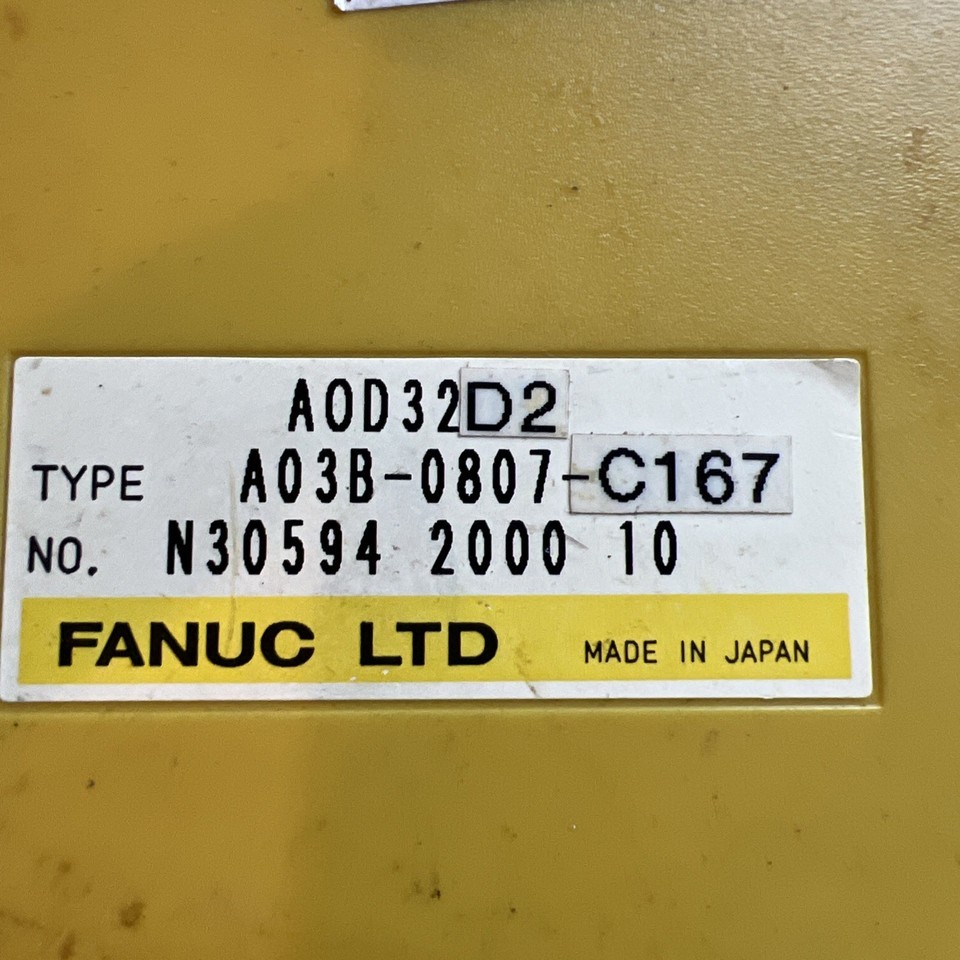 AOD32D2
TYPE A03B-0807-C167
NO. N30594 2000 10
FANUC LTD MADE IN JAPAN